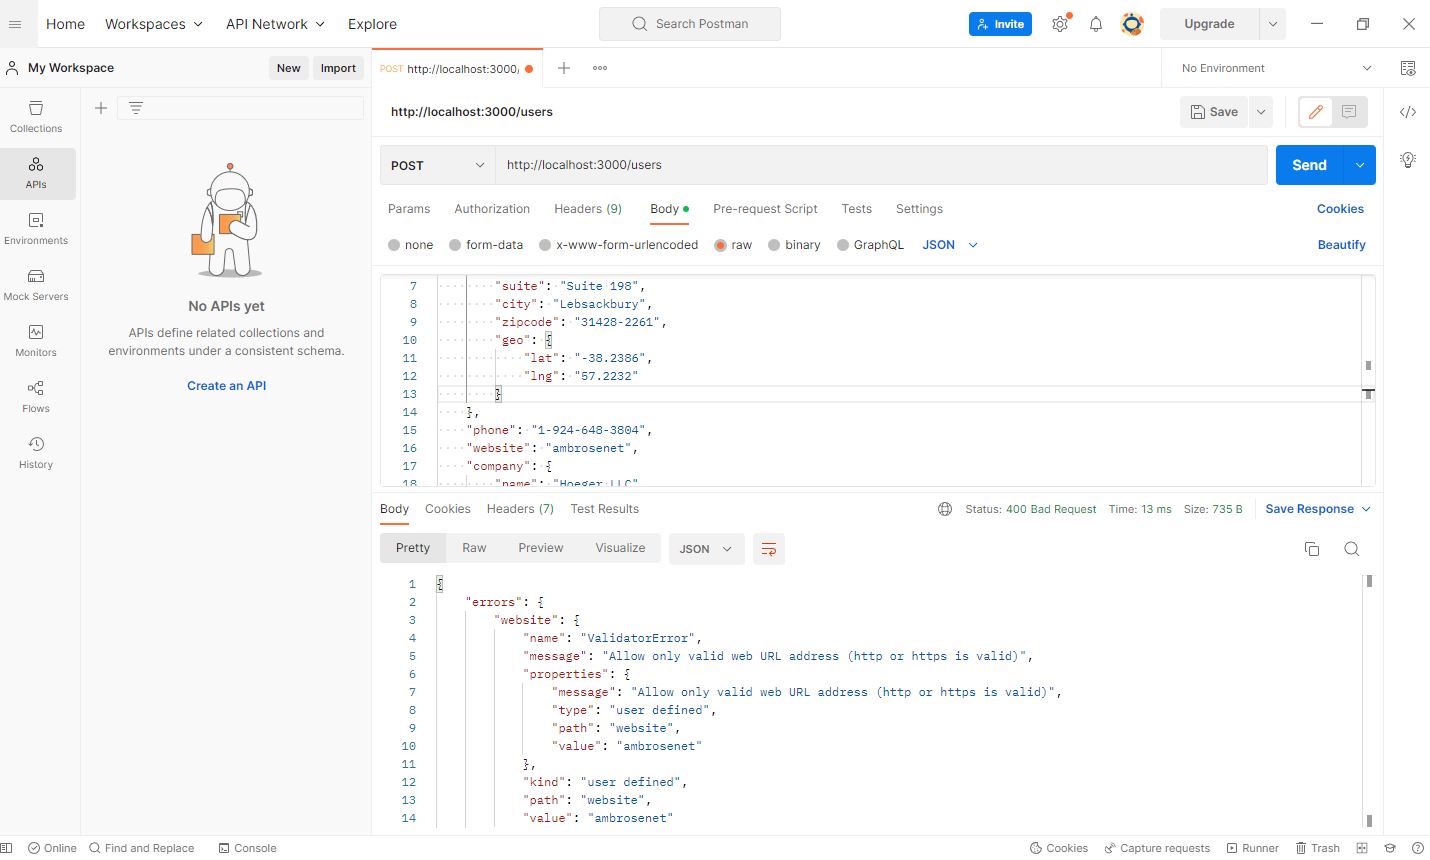 Home Workspaces API Network Explore Search Postman Invite Upgrade
My Workspace New Import POST http://localhost:3000/ No Environment
Collections
APIs
Environments
Mock Servers
Monitors
Flows
History
No APIs yet
APIs define related collections and
environments under a consistent schema.
Create an API
http://localhost:3000/users Save
POST http://localhost:3000/users Send
Params Authorization Headers (9) Body Pre-request Script Tests Settings Cookies
none form-data x-www-form-urlencoded raw binary GraphQL JSON Beautify
7 "suite": "Suite 198",
8 "city": "Lebsackbury",
9 "zipcode": "31428-2261",
10 "geo": {
11 "lat": "-38.2386",
12 "lng": "57.2232"
13 }
14 },
15 "phone": "1-924-648-3804",
16 "website": "ambrosenet",
17 "company": {
18 "name": "Hoeger LLC"
Body Cookies Headers (7) Test Results Status: 400 Bad Request Time: 13 ms Size: 735 B Save Response
Pretty Raw Preview Visualize JSON
1 {
2 "errors": {
3 "website": {
4 "name": "ValidatorError",
5 "message": "Allow only valid web URL address (http or https is valid)",
6 "properties": {
7 "message": "Allow only valid web URL address (http or https is valid)",
8 "type": "user defined",
9 "path": "website",
10 "value": "ambrosenet"
11 },
12 "kind": "user defined",
13 "path": "website",
14 "value": "ambrosenet"
Online Find and Replace Console Cookies Capture requests Runner Trash